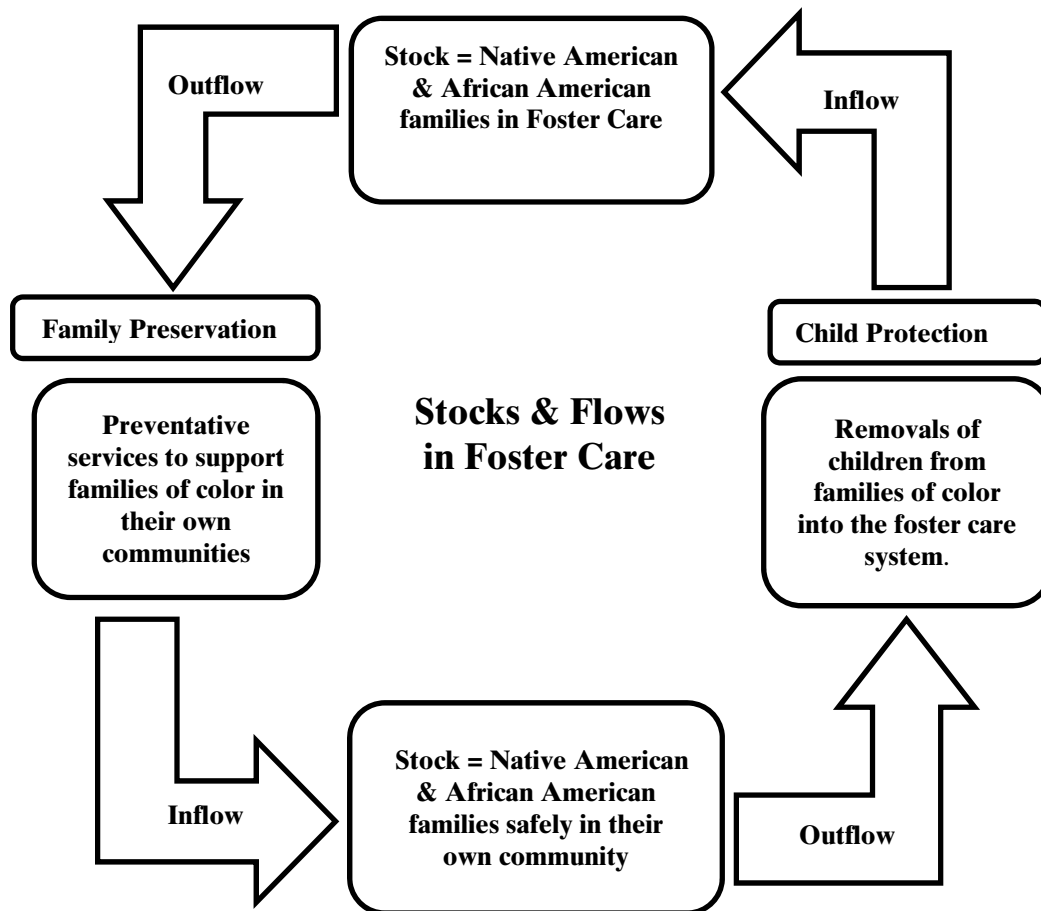 Outflow
Stock = Native American
& African American
families in Foster Care
Inflow
Family Preservation
Child Protection
Preventative
services to support
families of color in
their own
communities
Stocks & Flows
in Foster Care
Removals of
children from
families of color
into the foster care
system.
Inflow
Stock = Native American
& African American
families safely in their
own community
Outflow